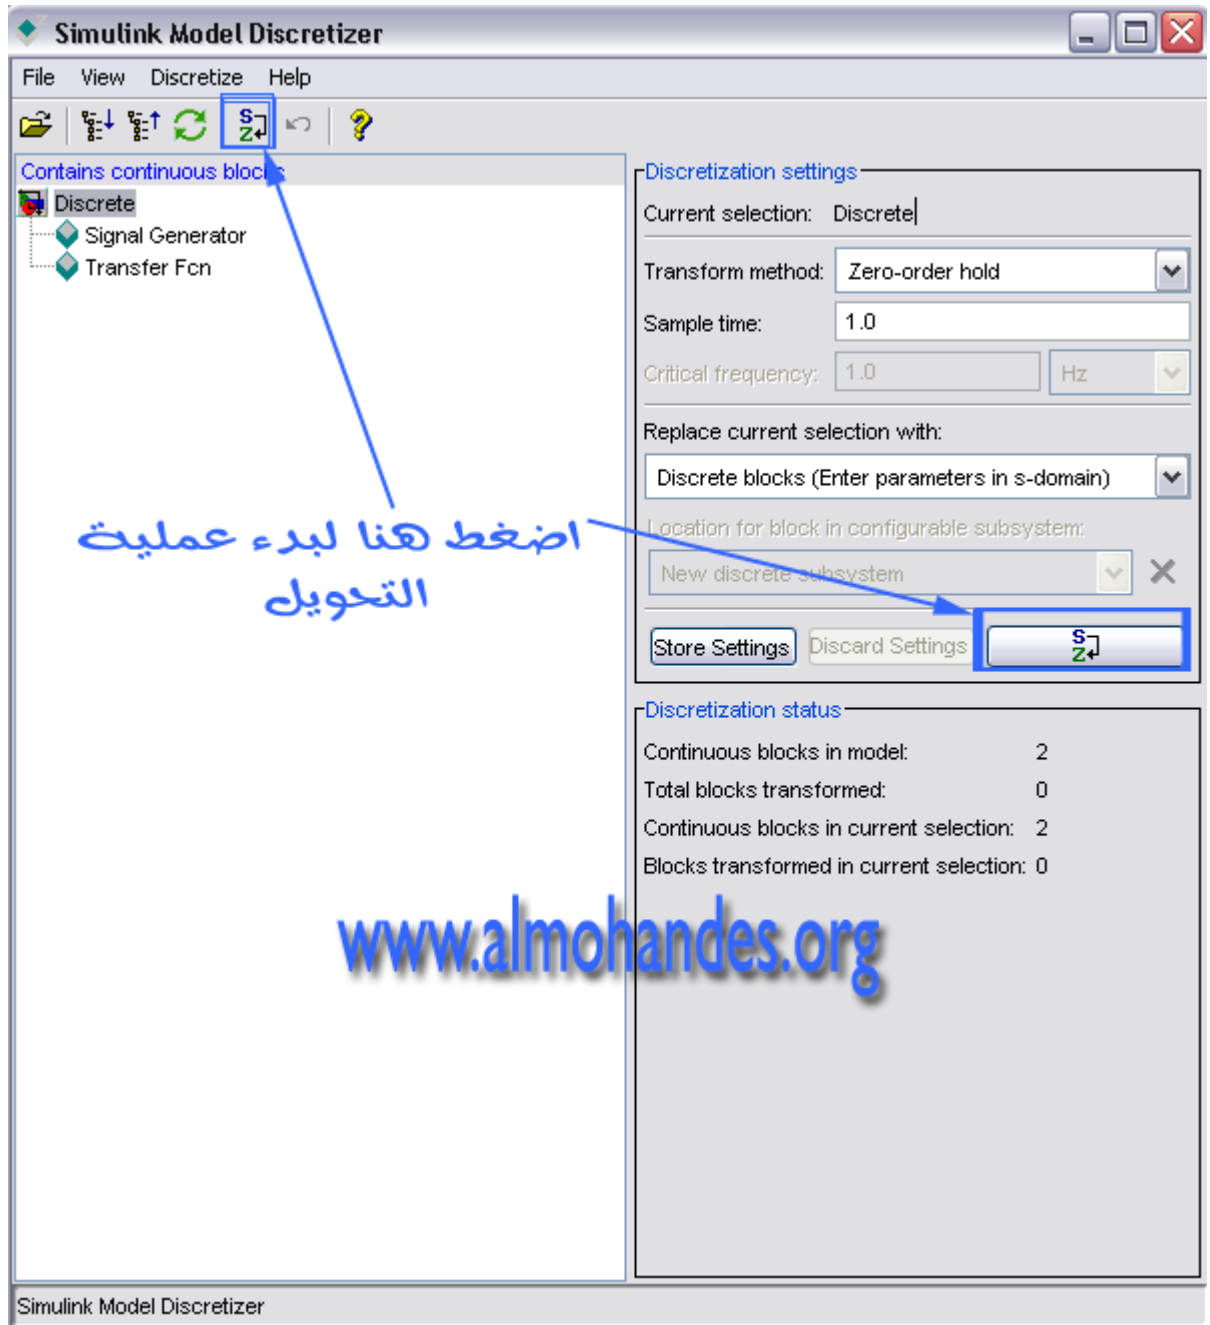 Simulink Model Discretizer
File View Discretize Help
S Z
Contains continuous blocks
Discrete
Signal Generator
Transfer Fcn
اضغط هنا لبدء عملية
التحويل
Discretization settings
Current selection: Discrete
Transform method: Zero-order hold
Sample time: 1.0
Critical frequency: 1.0 Hz
Replace current selection with:
Discrete blocks (Enter parameters in s-domain)
Location for block in configurable subsystem:
New discrete subsystem
Store Settings Discard Settings S Z
Discretization status
Continuous blocks in model: 2
Total blocks transformed: 0
Continuous blocks in current selection: 2
Blocks transformed in current selection: 0
www.almohandes.org
Simulink Model Discretizer